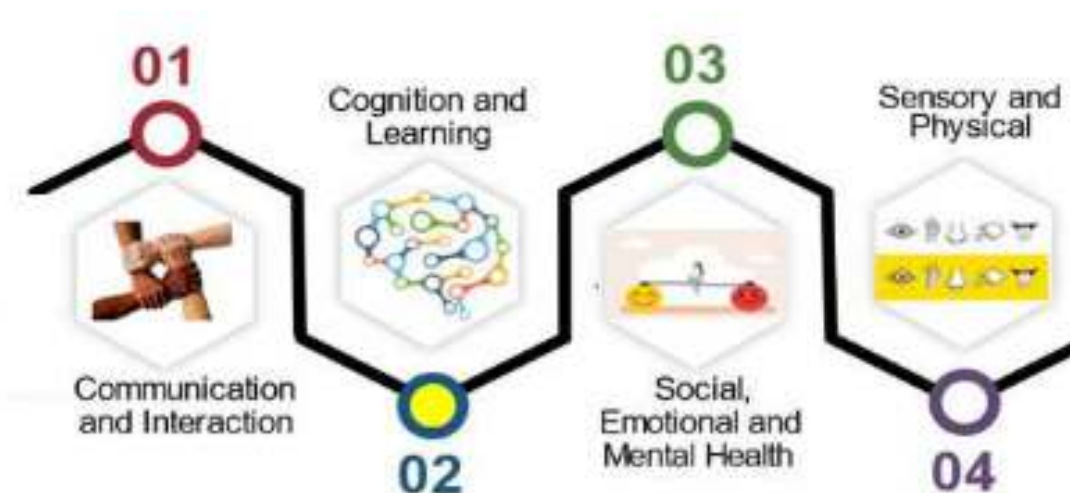 01
Communication
and Interaction
Cognition and
Learning
02
03
Social,
Emotional and
Mental Health
Sensory and
Physical
04